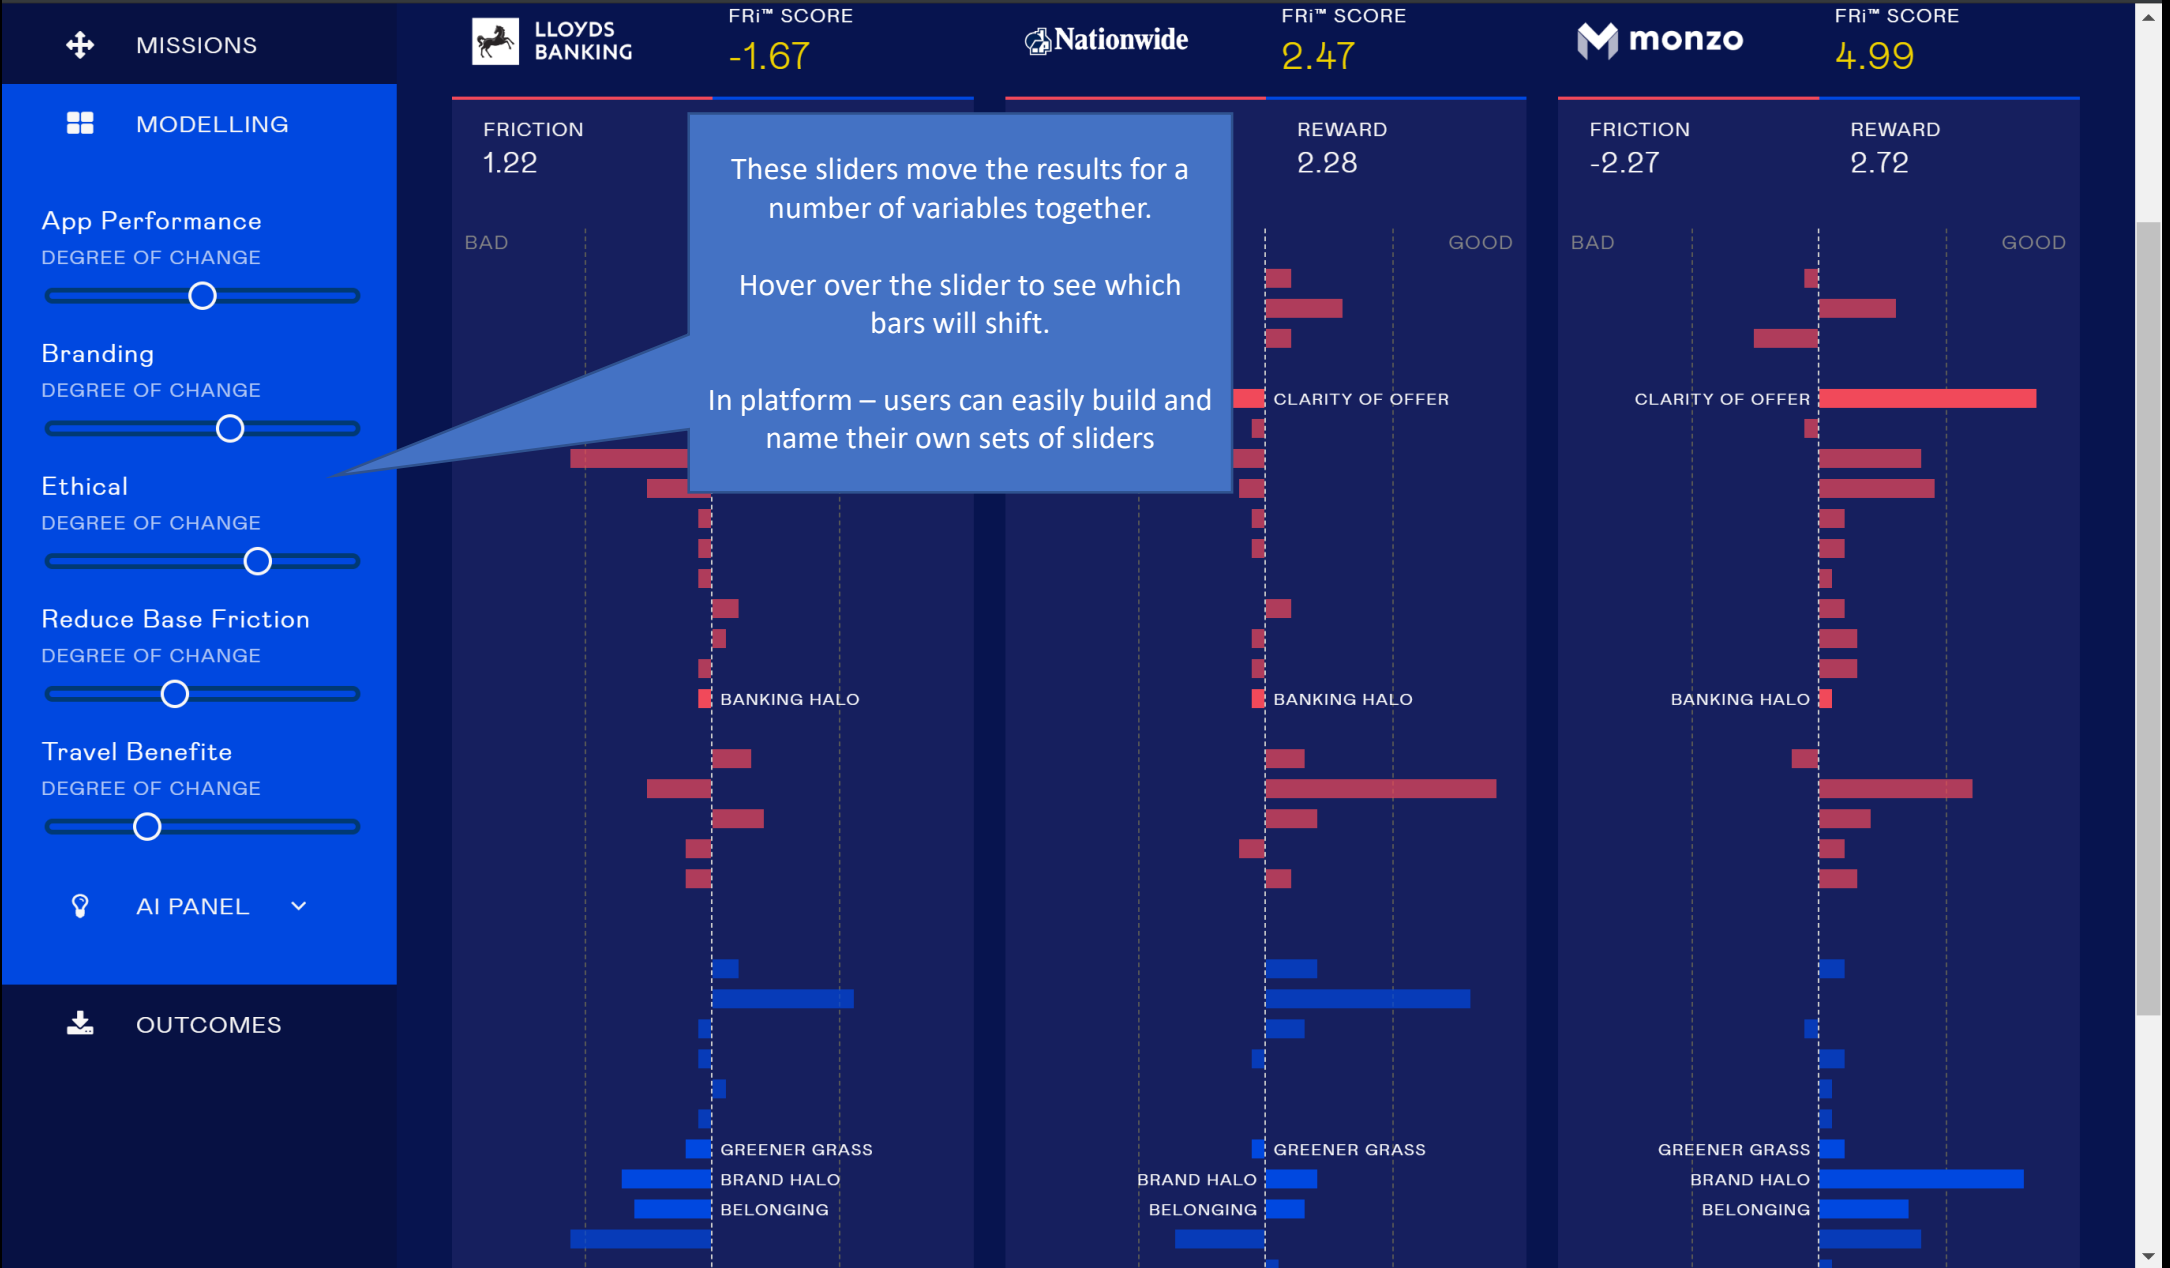 MISSIONS
MODELLING
App Performance
DEGREE OF CHANGE
Branding
DEGREE OF CHANGE
Ethical
DEGREE OF CHANGE
Reduce Base Friction
DEGREE OF CHANGE
Travel Benefite
DEGREE OF CHANGE
AI PANEL
OUTCOMES
LLOYDS
BANKING
FRi™ SCORE
-1.67
FRICTION
1.22
BAD
BANKING HALO
GREENER GRASS
BRAND HALO
BELONGING
These sliders move the results for a
number of variables together.
Hover over the slider to see which
bars will shift.
In platform – users can easily build and
name their own sets of sliders
Nationwide
FRi™ SCORE
2.47
REWARD
2.28
GOOD
CLARITY OF OFFER
BANKING HALO
GREENER GRASS
BRAND HALO
BELONGING
monzo
FRi™ SCORE
4.99
FRICTION
-2.27
REWARD
2.72
BAD
GOOD
CLARITY OF OFFER
BANKING HALO
GREENER GRASS
BRAND HALO
BELONGING